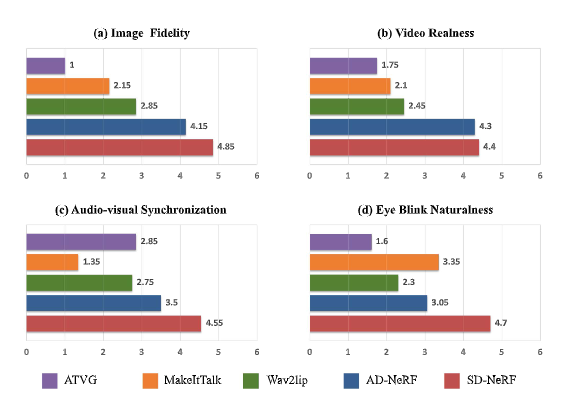 (a) Image Fidelity
1
2.15
2.85
4.15
4.85
0 1 2 3 4 5 6
(b) Video Realness
1.75
2.1
2.45
4.3
4.4
0 1 2 3 4 5 6
(c) Audio-visual Synchronization
2.85
1.35
2.75
3.5
4.55
0 1 2 3 4 5 6
(d) Eye Blink Naturalness
1.6
3.35
2.3
3.05
4.7
0 1 2 3 4 5 6
ATVG MakeItTalk Wav2lip AD-NeRF SD-NeRF